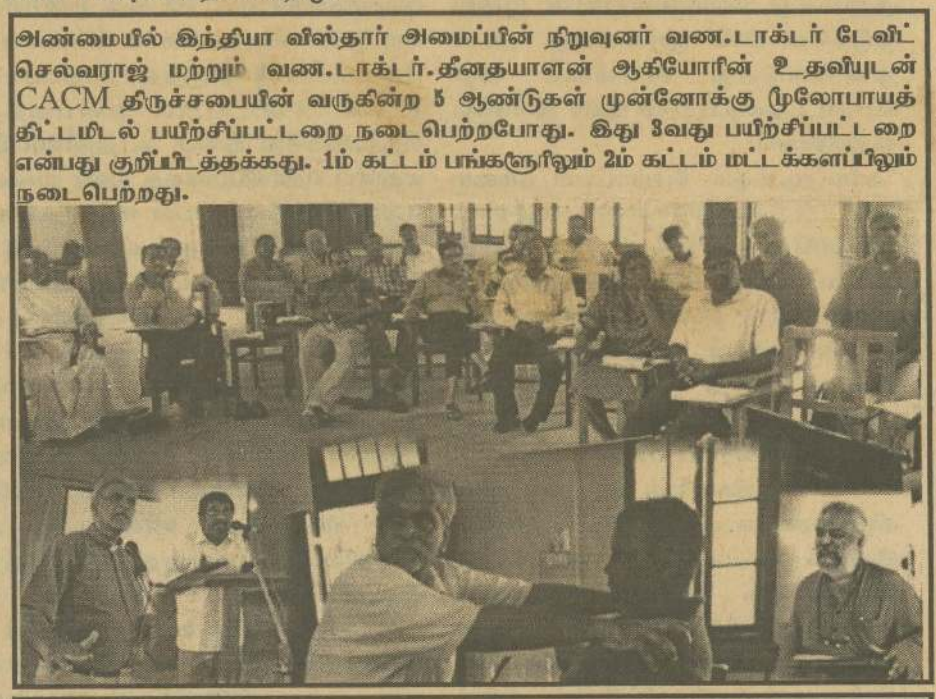 அண்மையில் இந்தியா விஸ்தார் அமைப்பின் நிறுவுனர் வண.டாக்டர் டேவிட்
செல்வராஜ் மற்றும் வண.டாக்டர்.தீனதயாளன் ஆகியோரின் உதவியுடன்
CACM திருச்சபையின் வருகின்ற 5 ஆண்டுகள் முன்னோக்கு மூலோபாயத்
திட்டமிடல் பயிற்சிப்பட்டறை நடைபெற்றபோது. இது 3வது பயிற்சிப்பட்டறை
என்பது குறிப்பிடத்தக்கது. 1ம் கட்டம் பங்களூரிலும் 2ம் கட்டம் மட்டக்களப்பிலும்
நடைபெற்றது.